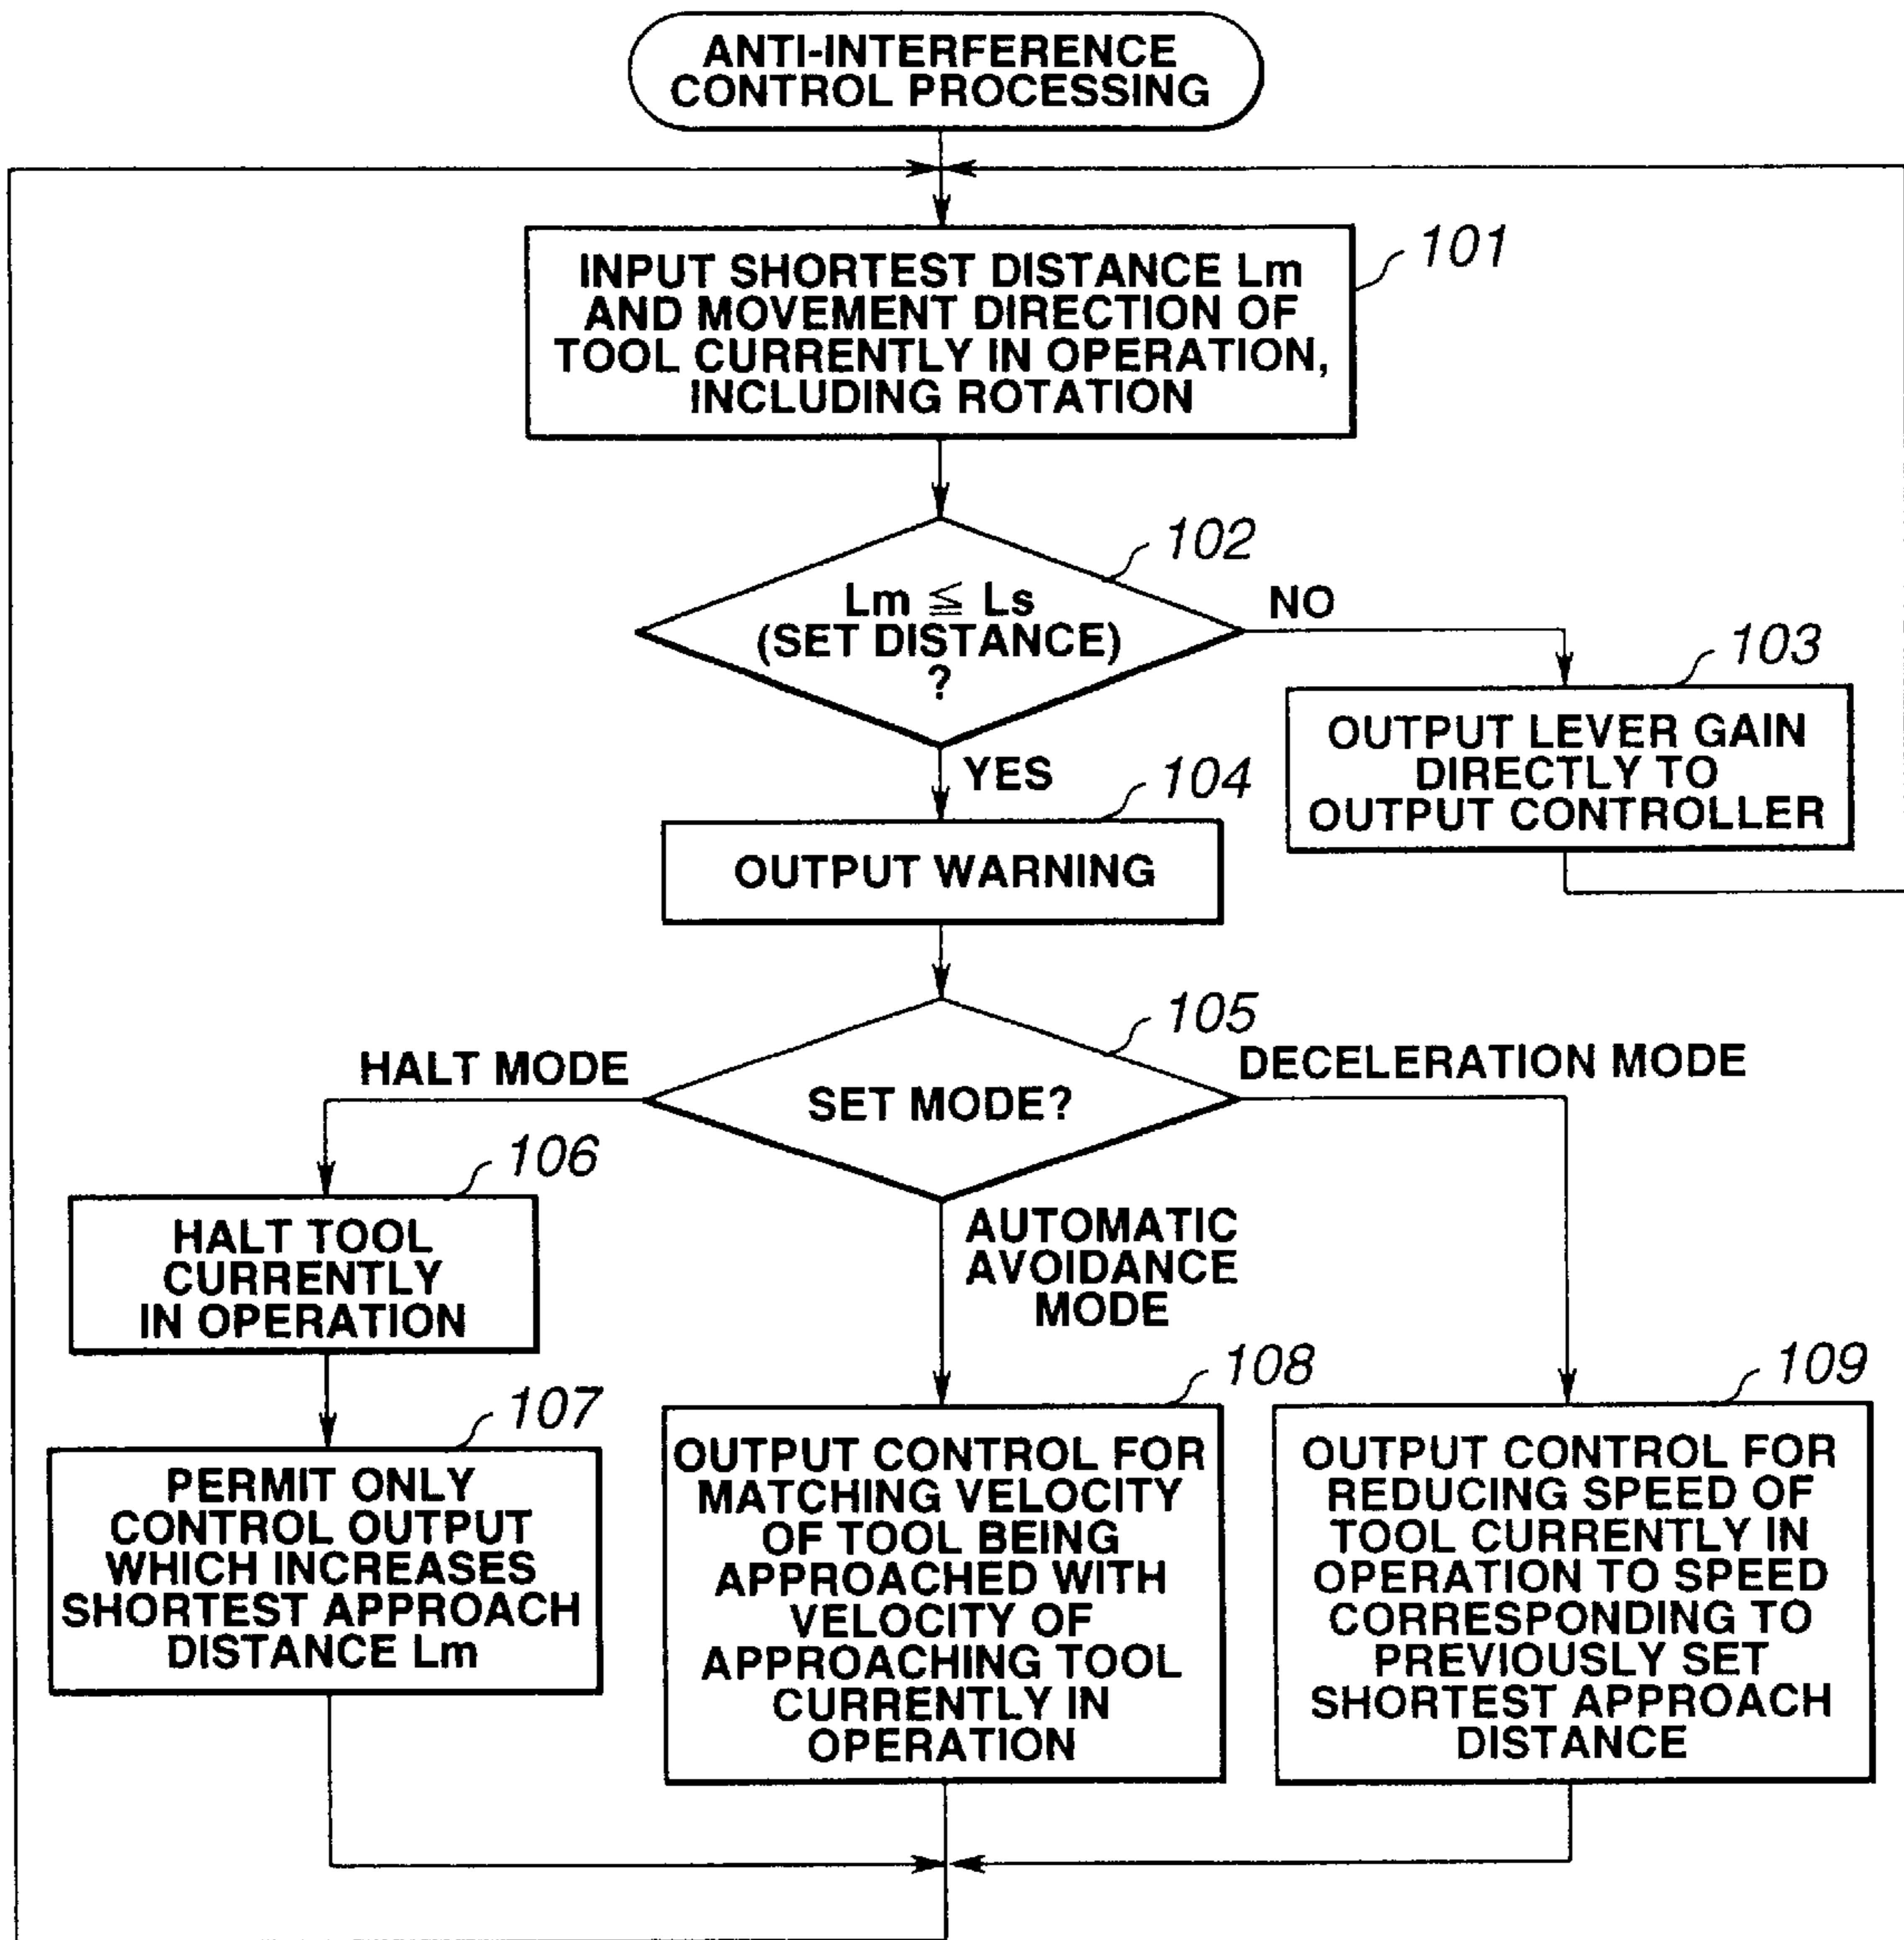 ANTI-INTERFERENCE
CONTROL PROCESSING
101
INPUT SHORTEST DISTANCE Lm
AND MOVEMENT DIRECTION OF
TOOL CURRENTLY IN OPERATION,
INCLUDING ROTATION
102
Lm ≦ Ls
(SET DISTANCE)
?
NO
103
OUTPUT LEVER GAIN
DIRECTLY TO
OUTPUT CONTROLLER
YES
104
OUTPUT WARNING
105
SET MODE?
HALT MODE
DECELERATION MODE
106
HALT TOOL
CURRENTLY
IN OPERATION
AUTOMATIC
AVOIDANCE
MODE
107
PERMIT ONLY
CONTROL OUTPUT
WHICH INCREASES
SHORTEST APPROACH
DISTANCE Lm
108
OUTPUT CONTROL FOR
MATCHING VELOCITY
OF TOOL BEING
APPROACHED WITH
VELOCITY OF
APPROACHING TOOL
CURRENTLY IN
OPERATION
109
OUTPUT CONTROL FOR
REDUCING SPEED OF
TOOL CURRENTLY IN
OPERATION TO SPEED
CORRESPONDING TO
PREVIOUSLY SET
SHORTEST APPROACH
DISTANCE